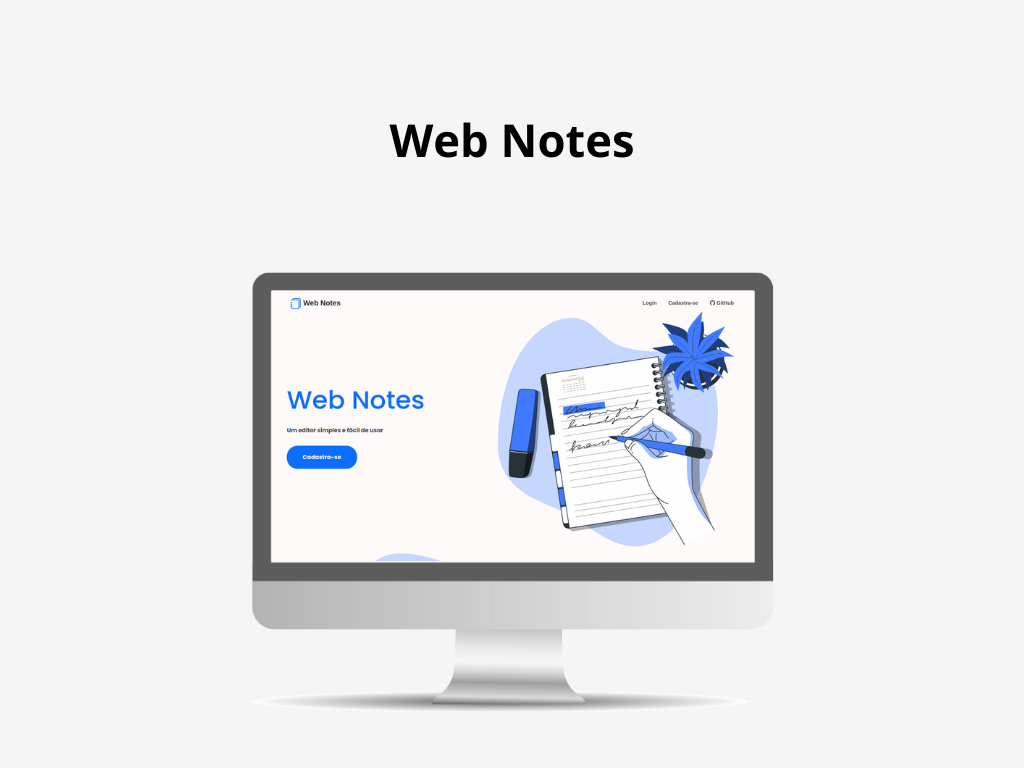 Web Notes
Web Notes
Login Cadastra-se GitHub
Web Notes
Um editor simples e fácil de usar
Cadastra-se